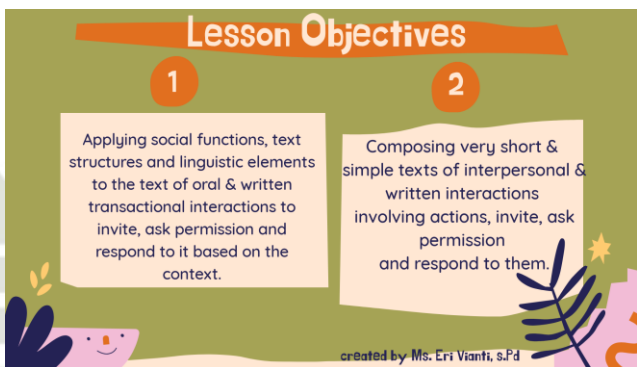 Lesson Objectives
1
Applying social functions, text
structures and linguistic elements
to the text of oral & written
transactional interactions to
invite, ask permission and
respond to it based on the
context.
2
Composing very short &
simple texts of interpersonal &
written interactions
involving actions, invite, ask
permission
and respond to them.
created by Ms. Eri Vianti, s.Pd